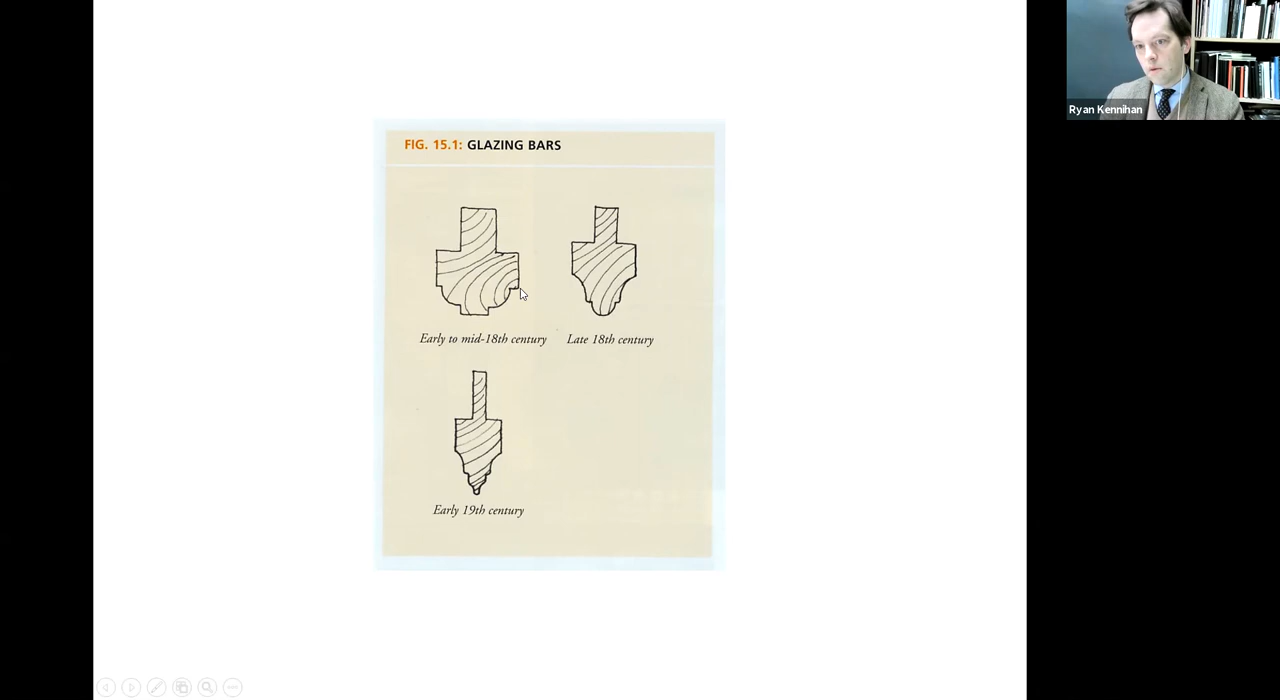 Ryan Kennihan
FIG. 15.1: GLAZING BARS
Early to mid-18th century
Late 18th century
Early 19th century